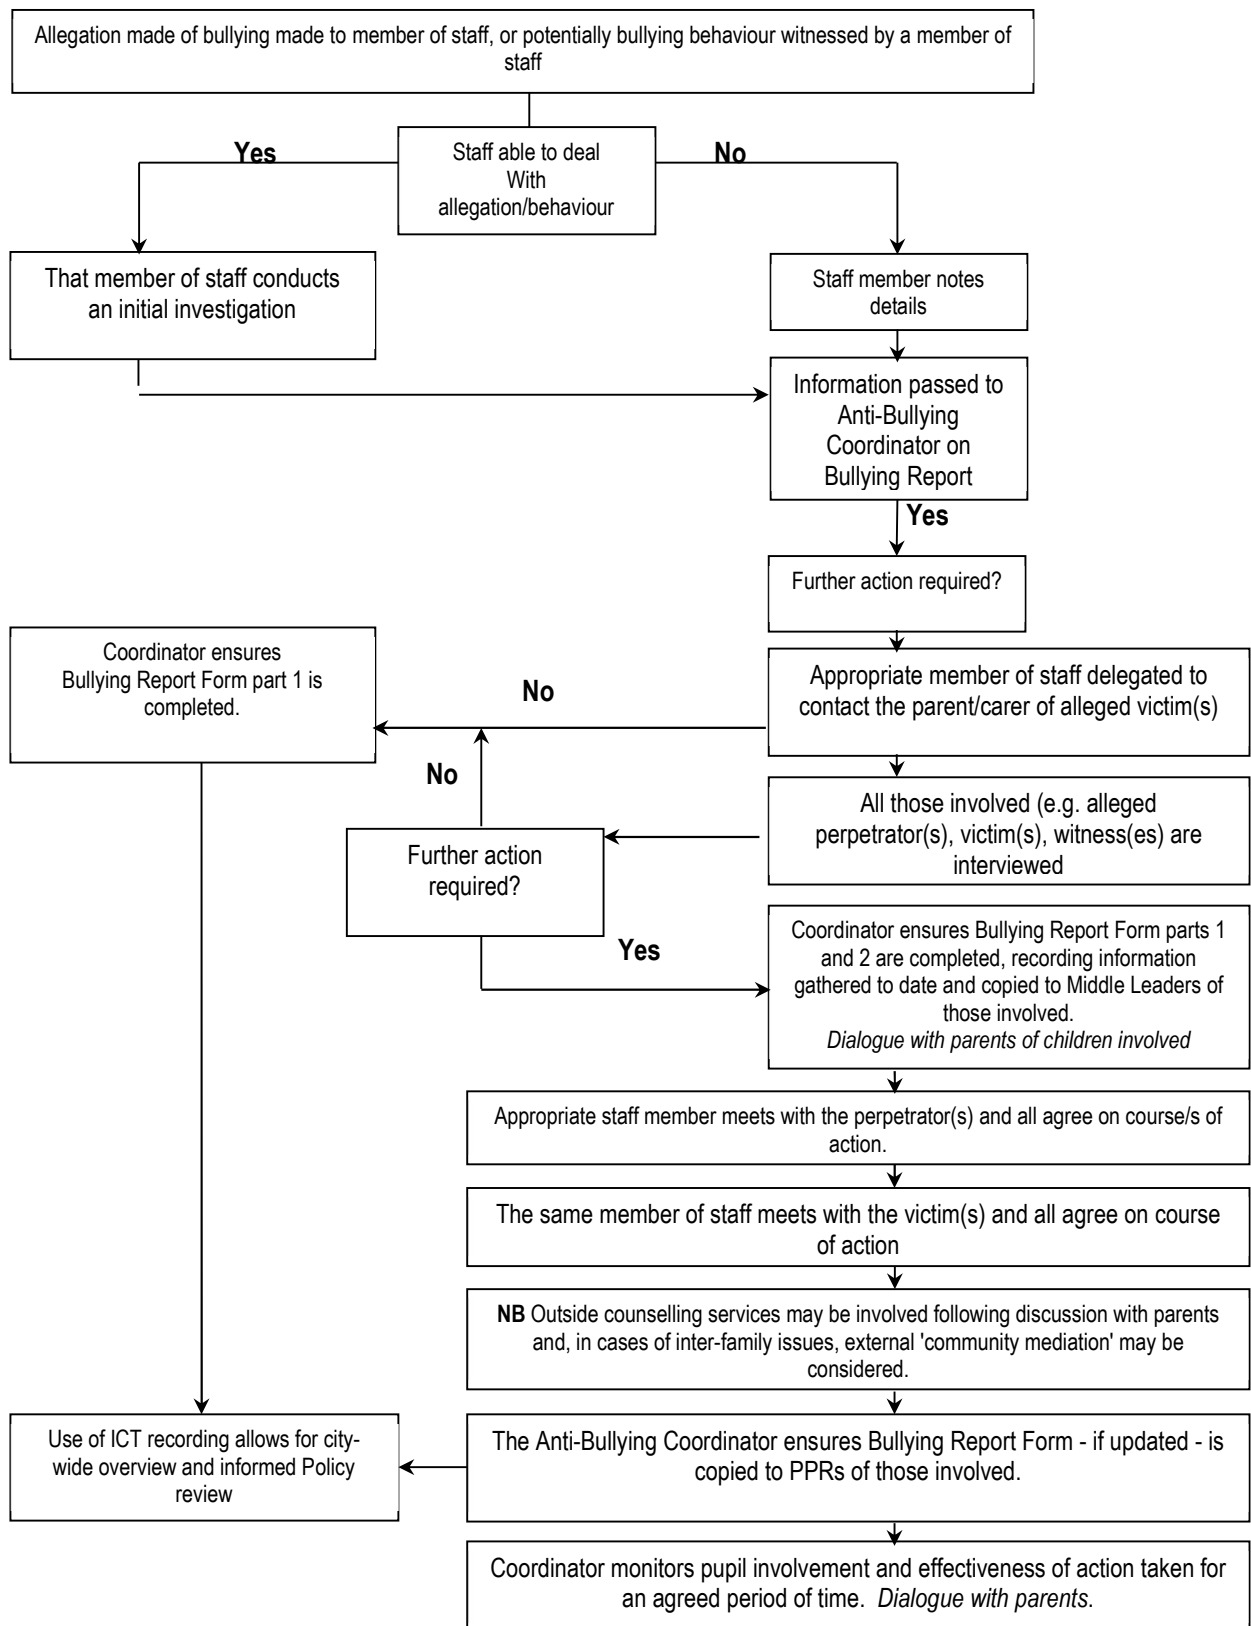 Allegation made of bullying made to member of staff, or potentially bullying behaviour witnessed by a member of
staff
Yes
Staff able to deal
With
allegation/behaviour
No
That member of staff conducts
an initial investigation
Staff member notes
details
Information passed to
Anti-Bullying
Coordinator on
Bullying Report
Yes
Further action required?
Coordinator ensures
Bullying Report Form part 1 is
completed.
No
Appropriate member of staff delegated to
contact the parent/carer of alleged victim(s)
No
All those involved (e.g. alleged
perpetrator(s), victim(s), witness(es) are
interviewed
Further action
required?
Yes
Coordinator ensures Bullying Report Form parts 1
and 2 are completed, recording information
gathered to date and copied to Middle Leaders of
those involved.
Dialogue with parents of children involved
Appropriate staff member meets with the perpetrator(s) and all agree on course/s of
action.
The same member of staff meets with the victim(s) and all agree on course
of action
NB Outside counselling services may be involved following discussion with parents
and, in cases of inter-family issues, external 'community mediation' may be
considered.
Use of ICT recording allows for city-
wide overview and informed Policy
review
The Anti-Bullying Coordinator ensures Bullying Report Form - if updated - is
copied to PPRs of those involved.
Coordinator monitors pupil involvement and effectiveness of action taken for
an agreed period of time. Dialogue with parents.